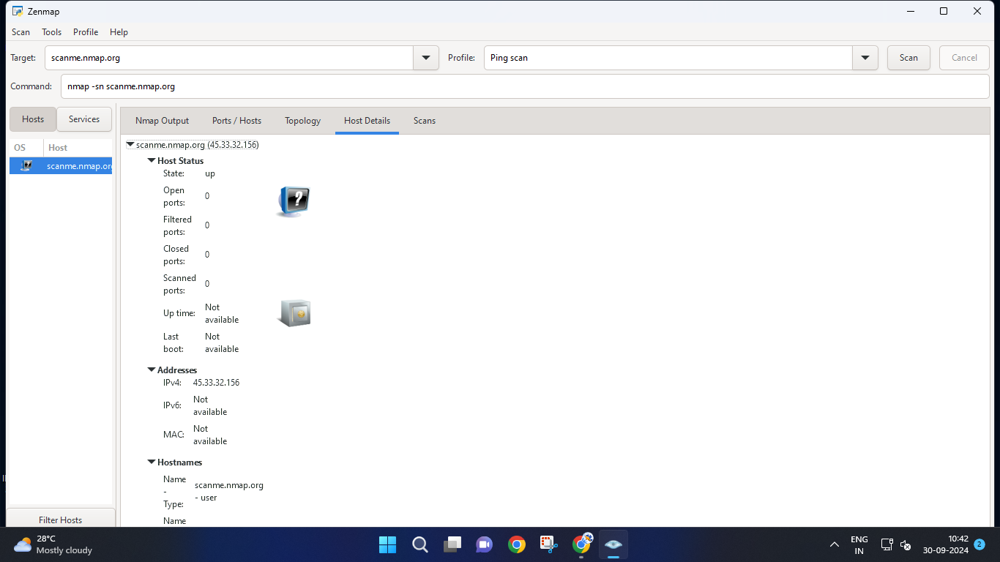 Zenmap
Scan Tools Profile Help
Target: scanme.nmap.org Profile: Ping scan Scan Cancel
Command: nmap -sn scanme.nmap.org
Hosts Services
OS Host
scanme.nmap.or
Filter Hosts
Nmap Output Ports / Hosts Topology Host Details Scans
scanme.nmap.org (45.33.32.156)
Host Status
State: up
Open
ports: 0
Filtered
ports: 0
Closed
ports: 0
Scanned
ports: 0
Up time: Not
available
Last
boot: Not
available
Addresses
IPv4: 45.33.32.156
IPv6: Not
available
MAC: Not
available
Hostnames
Name
-
Type: scanme.nmap.org
- user
Name
28°C
Mostly cloudy
ENG
IN
10:42
30-09-2024
2